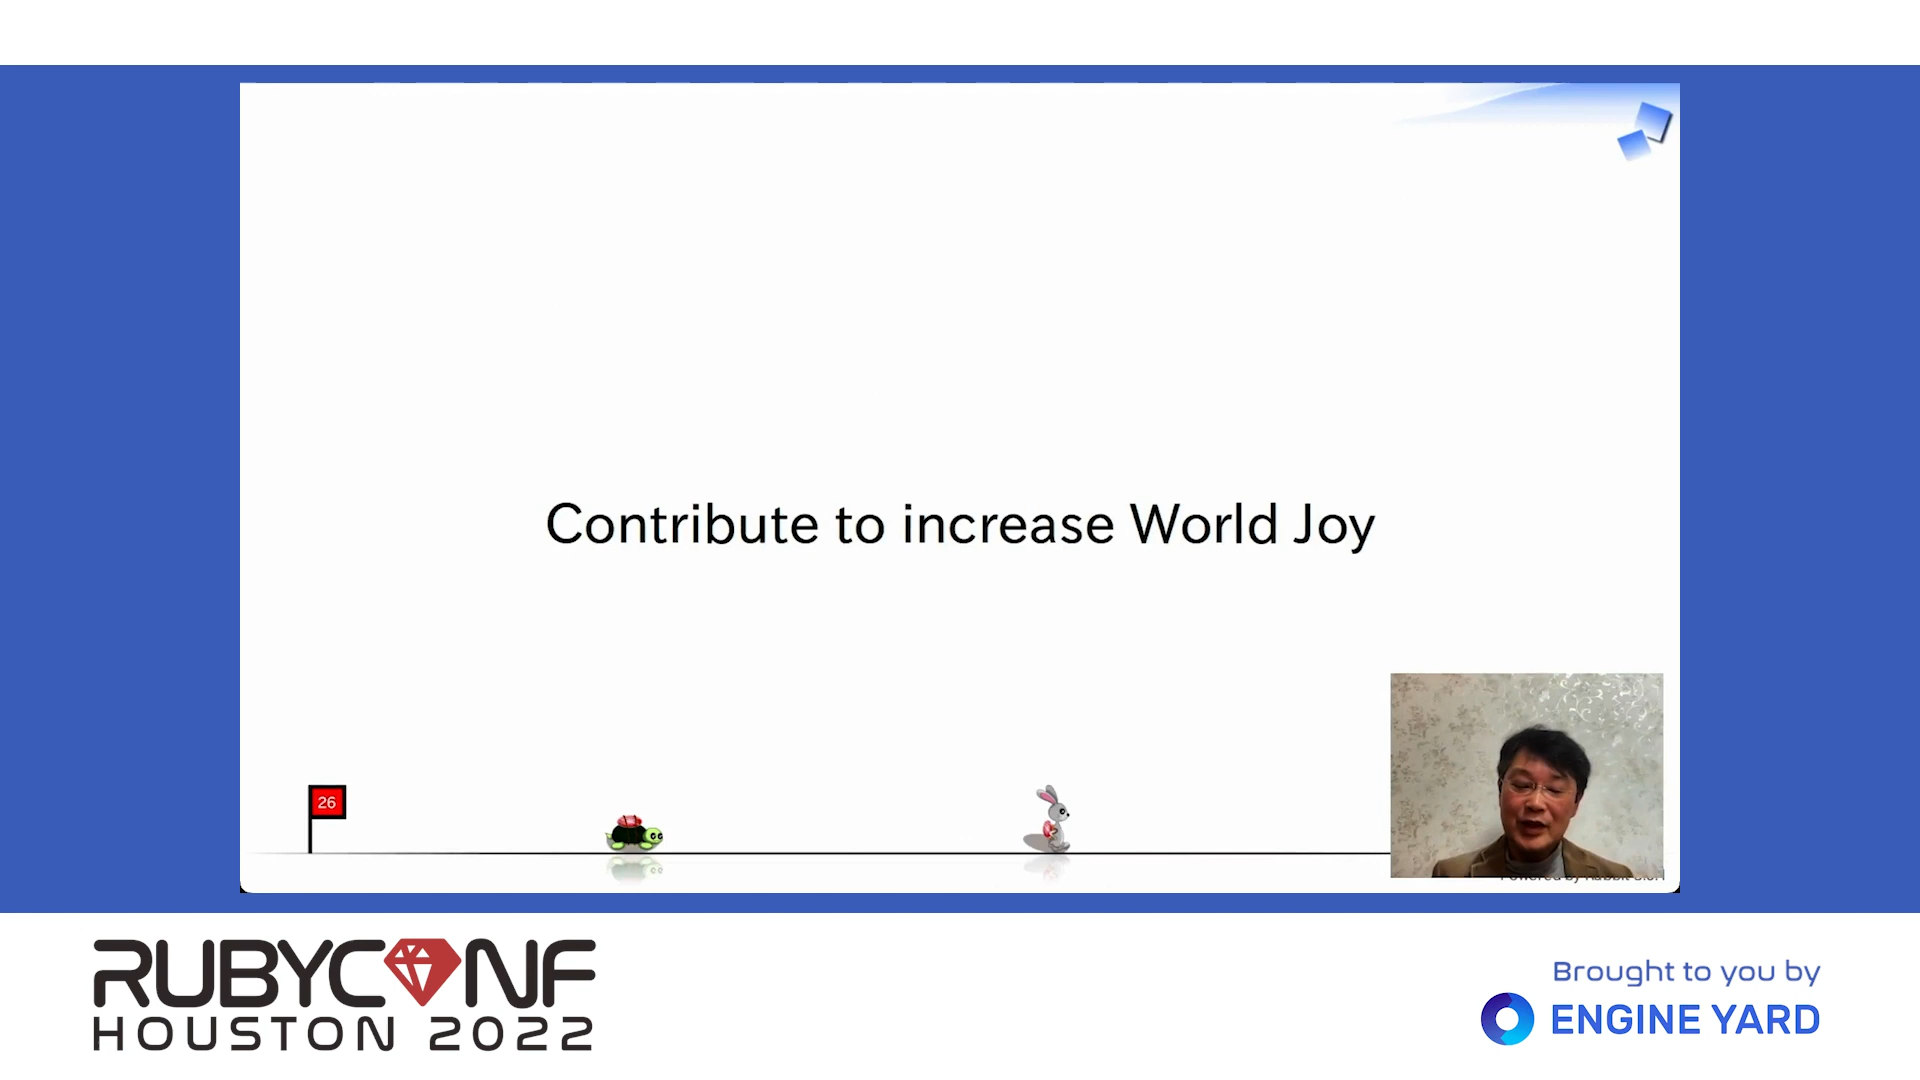 Contribute to increase World Joy
26
RUBYCONF
HOUSTON 2022
Brought to you by
ENGINE YARD